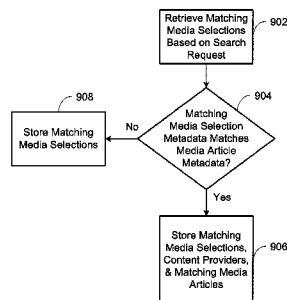 Retrieve Matching
Media Selections
Based on Search
Request
902
908
904
Store Matching
Media Selections
No
Matching
Media Selection
Metadata Matches
Media Article
Metadata?
Yes
Store Matching
Media Selections,
Content Providers,
& Matching Media
Articles
906